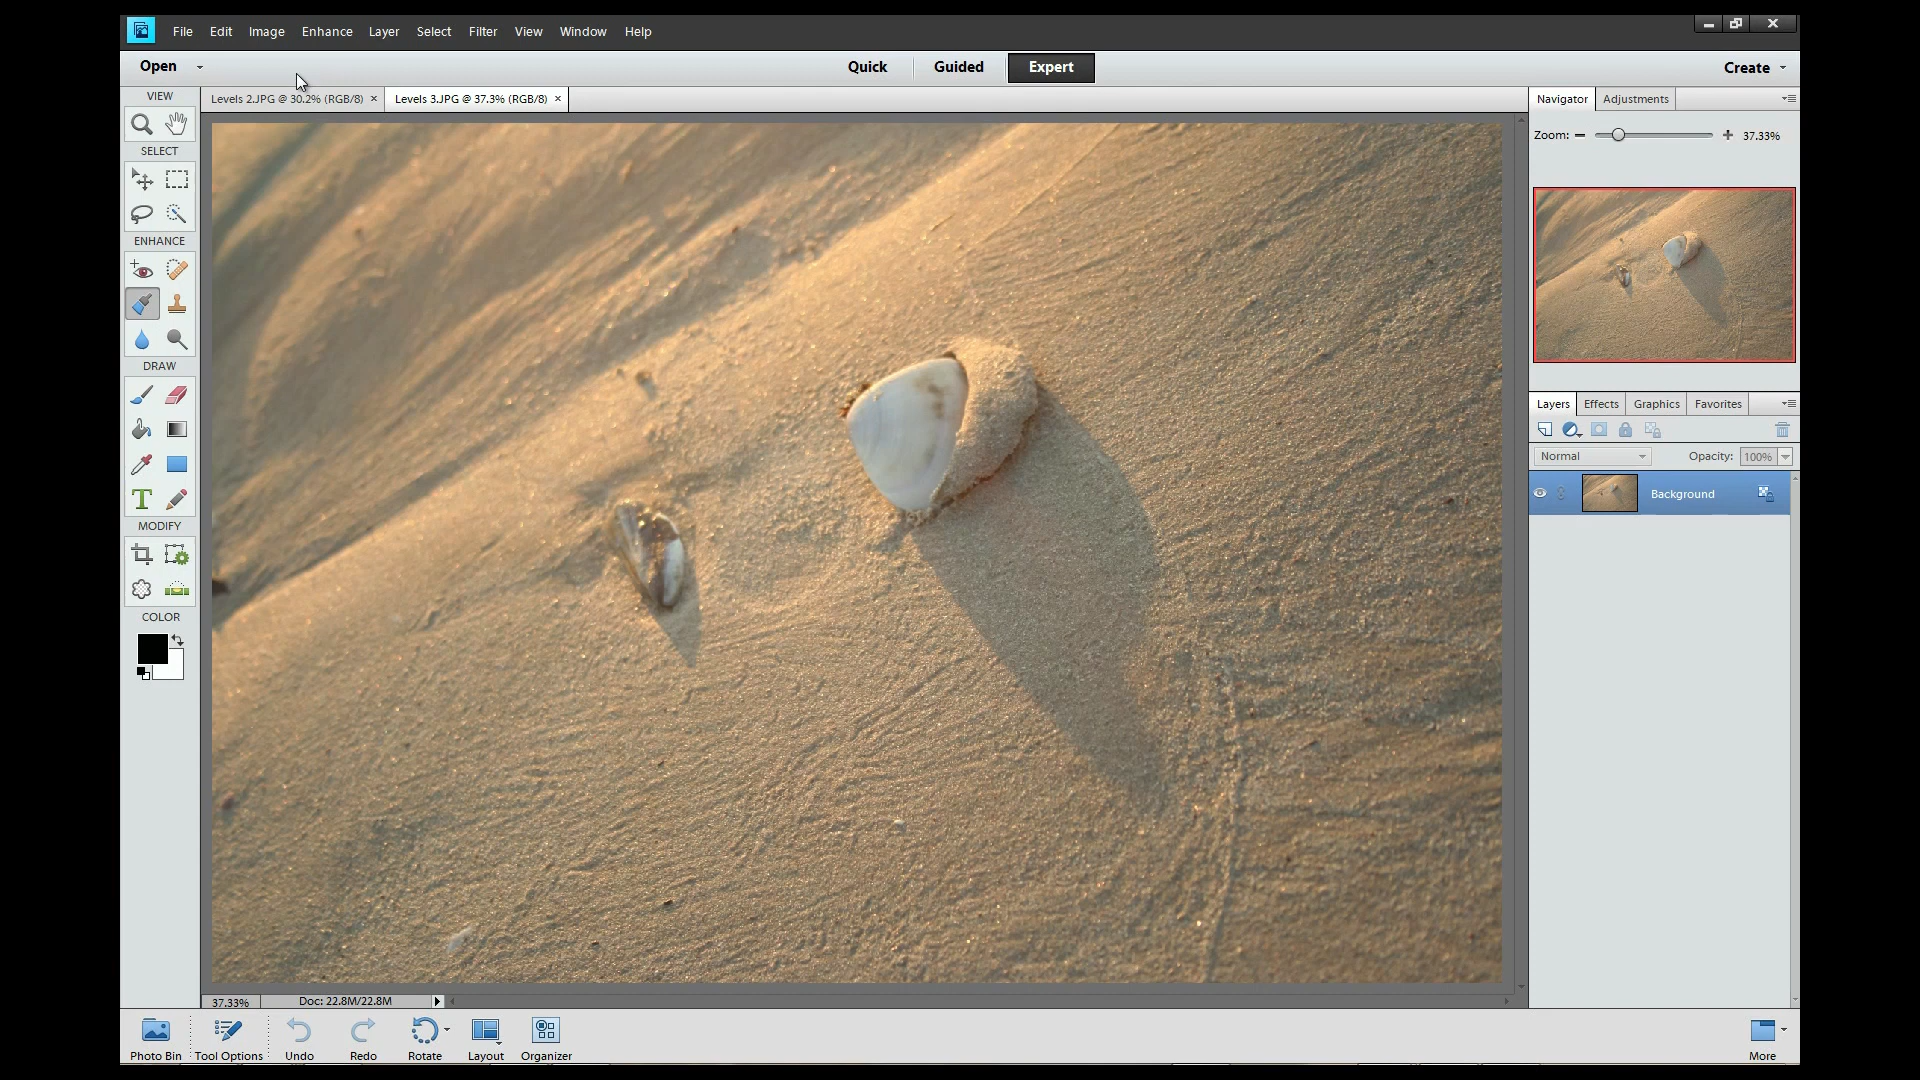 File Edit Image Enhance Layer Select Filter View Window Help
Open Quick Guided Expert Create
VIEW
Levels 2.JPG @ 30.2% (RGB/8) × Levels 3.JPG @ 37.3% (RGB/8) ×
Navigator Adjustments
Zoom: 37.33%
SELECT
ENHANCE
DRAW
MODIFY
COLOR
Layers Effects Graphics Favorites
Normal Opacity: 100%
Background
37.33% Doc: 22.8M/22.8M
Photo Bin Tool Options Undo Redo Rotate Layout Organizer More